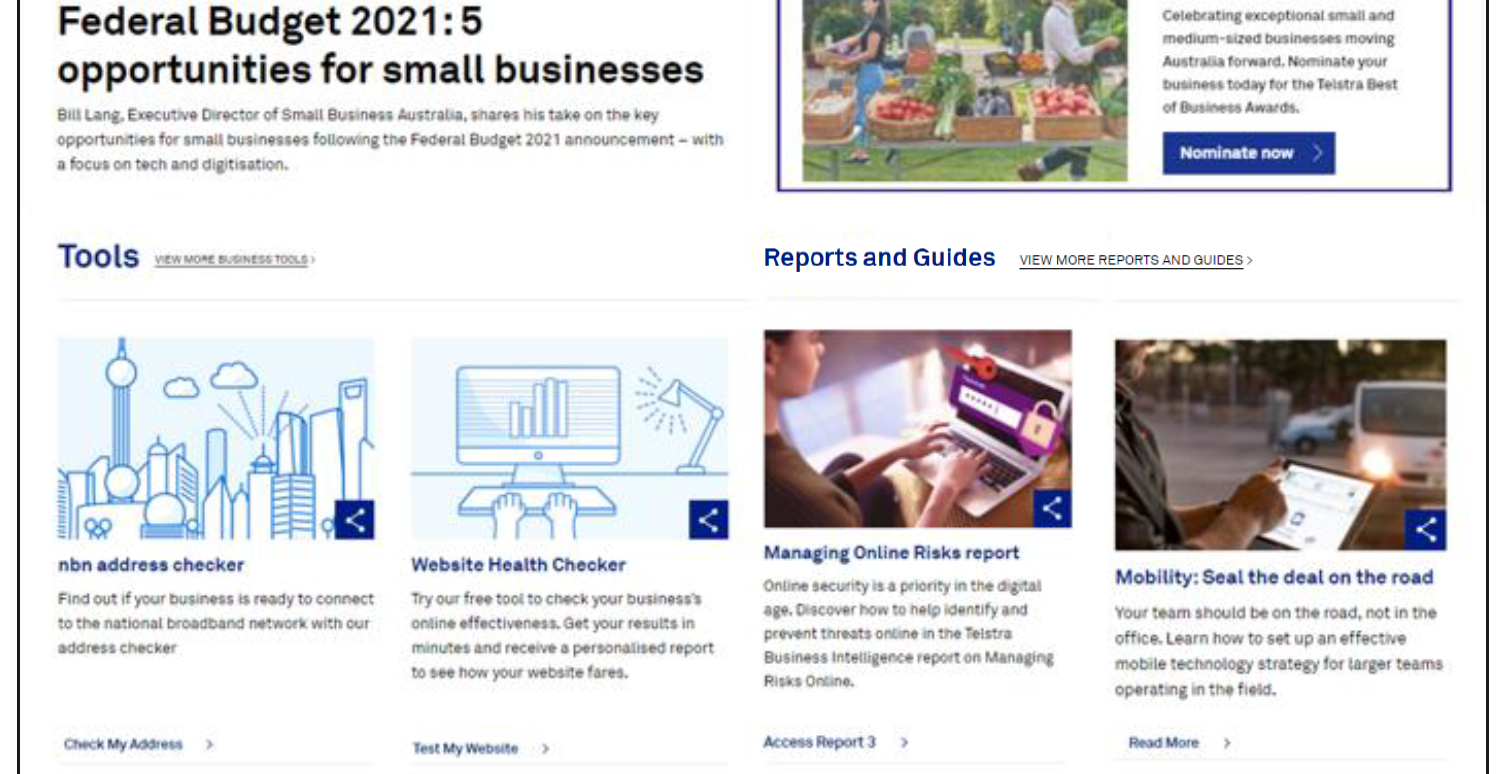 Federal Budget 2021: 5
opportunities for small businesses
Bill Lang, Executive Director of Small Business Australia, shares his take on the key
opportunities for small businesses following the Federal Budget 2021 announcement – with
a focus on tech and digitisation.
Celebrating exceptional small and
medium-sized businesses moving
Australia forward. Nominate your
business today for the Telstra Best
of Business Awards.
Nominate now >
Tools VIEW MORE BUSINESS TOOLS >
nbn address checker
Find out if your business is ready to connect
to the national broadband network with our
address checker
Check My Address >
Website Health Checker
Try our free tool to check your business's
online effectiveness. Get your results in
minutes and receive a personalised report
to see how your website fares.
Test My Website >
Reports and Guides VIEW MORE REPORTS AND GUIDES >
Managing Online Risks report
Online security is a priority in the digital
age. Discover how to help identify and
prevent threats online in the Telstra
Business Intelligence report on Managing
Risks Online.
Access Report 3 >
Mobility: Seal the deal on the road
Your team should be on the road, not in the
office. Learn how to set up an effective
mobile technology strategy for larger teams
operating in the field.
Read More >